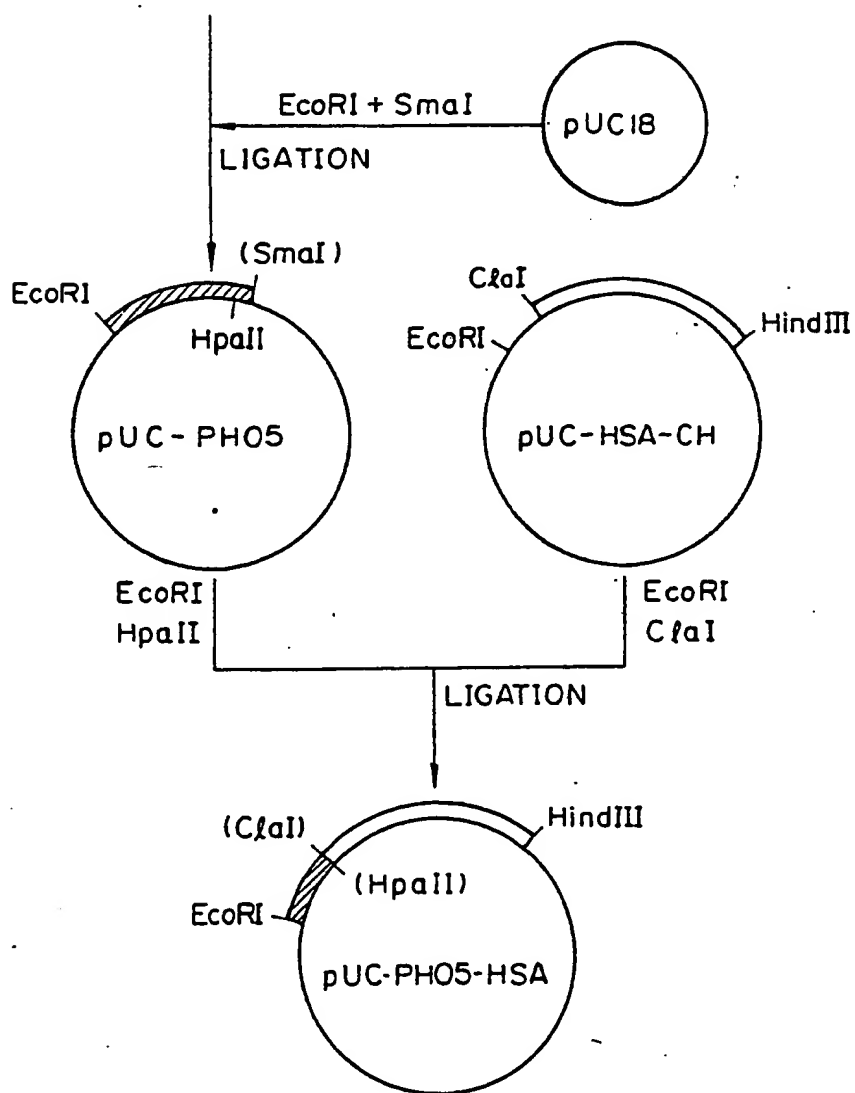 EcoRI + SmaI
pUC18
LIGATION
(SmaI)
EcoRI
HpaII
ClaI
EcoRI
HindIII
pUC-PHO5
pUC-HSA-CH
EcoRI
HpaII
EcoRI
ClaI
LIGATION
(ClaI)
HindIII
(HpaII)
EcoRI
pUC-PHO5-HSA